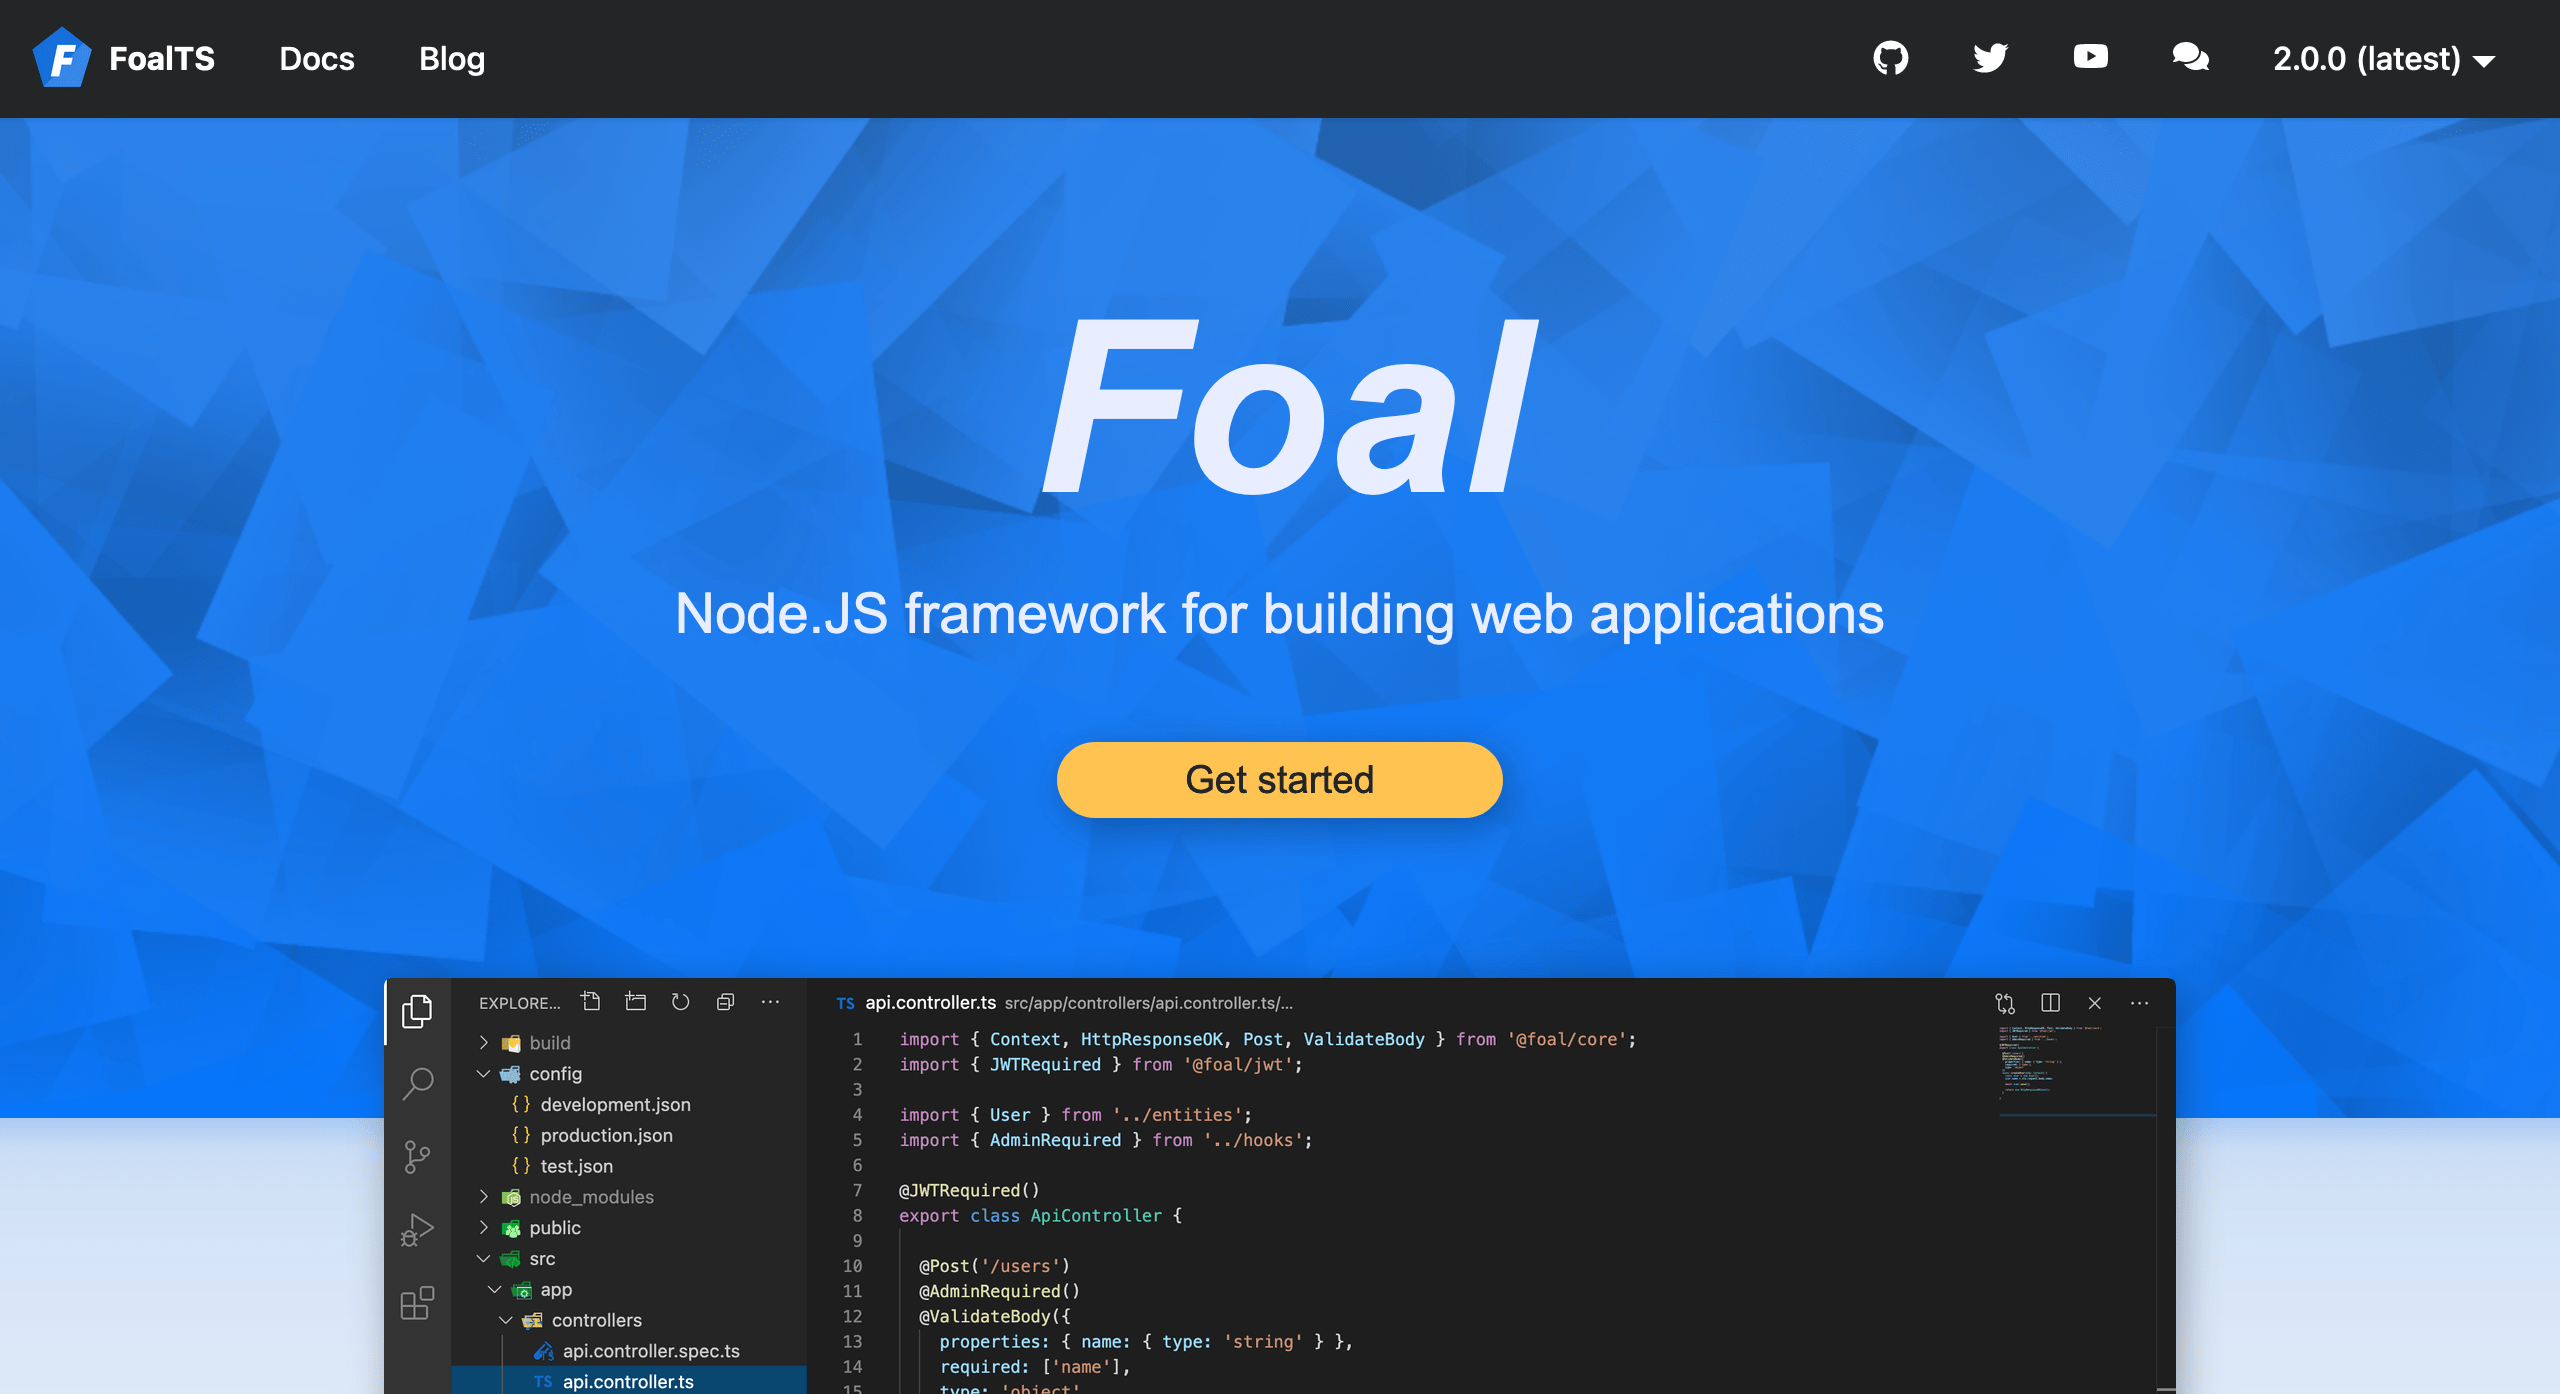 FoalTS Docs Blog 2.0.0 (latest)
Foal
Node.JS framework for building web applications
Get started
EXPLORE...
build
config
{} development.json
{} production.json
{} test.json
node_modules
public
src
app
controllers
api.controller.spec.ts
TS api.controller.ts
TS api.controller.ts src/app/controllers/api.controller.ts/...
1 import { Context, HttpResponseOK, Post, ValidateBody } from '@foal/core';
2 import { JWTRequired } from '@foal/jwt';
3
4 import { User } from '../entities';
5 import { AdminRequired } from '../hooks';
6
7 @JWTRequired()
8 export class ApiController {
9
10 @Post('/users')
11 @AdminRequired()
12 @ValidateBody({
13 properties: { name: { type: 'string' } },
14 required: ['name'],
15 type: 'object'